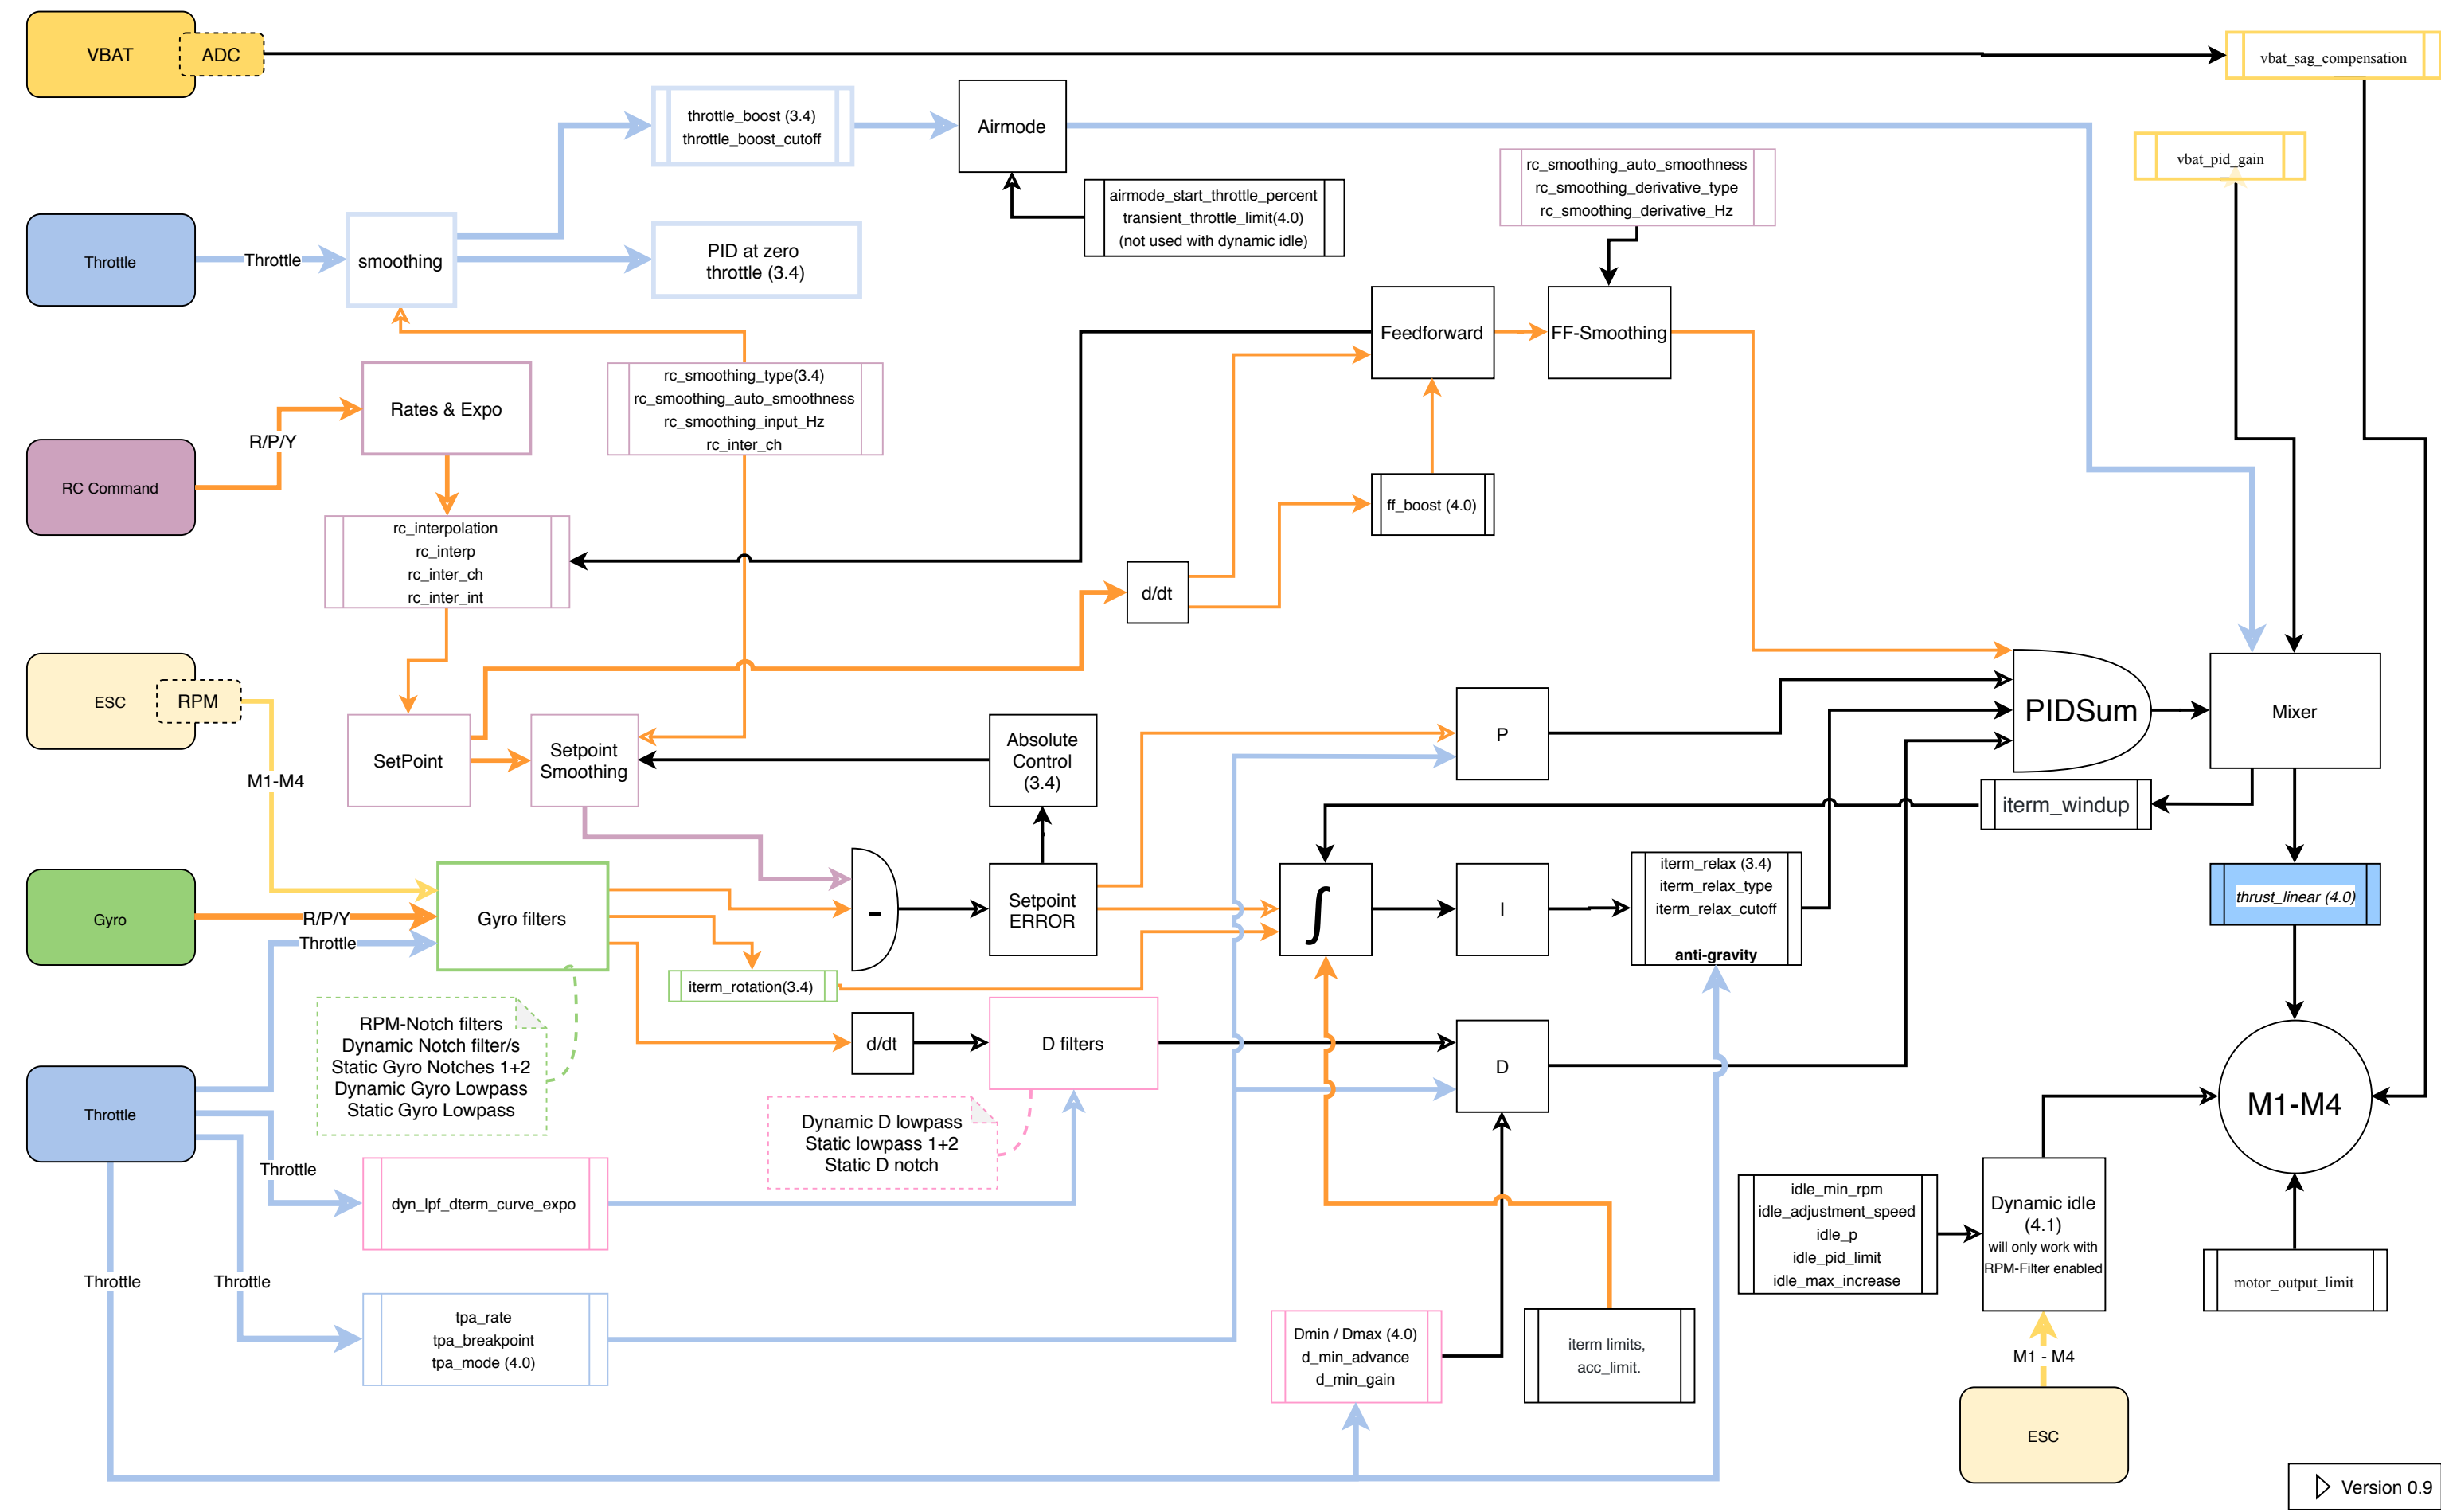 VBAT
ADC
vbat_sag_compensation
throttle_boost (3.4)
throttle_boost_cutoff
Airmode
vbat_pid_gain
airmode_start_throttle_percent
transient_throttle_limit(4.0)
(not used with dynamic idle)
rc_smoothing_auto_smoothness
rc_smoothing_derivative_type
rc_smoothing_derivative_Hz
Throttle
Throttle
smoothing
PID at zero
throttle (3.4)
Feedforward
FF-Smoothing
Rates & Expo
R/P/Y
rc_smoothing_type(3.4)
rc_smoothing_auto_smoothness
rc_smoothing_input_Hz
rc_inter_ch
RC Command
ff_boost (4.0)
rc_interpolation
rc_interp
rc_inter_ch
rc_inter_int
d/dt
ESC
RPM
M1-M4
SetPoint
Setpoint
Smoothing
Absolute
Control
(3.4)
P
PIDSum
Mixer
iterm_windup
Gyro
R/P/Y
Throttle
Gyro filters
-
Setpoint
ERROR
∫
I
iterm_relax (3.4)
iterm_relax_type
iterm_relax_cutoff
anti-gravity
thrust_linear (4.0)
iterm_rotation(3.4)
RPM-Notch filters
Dynamic Notch filter/s
Static Gyro Notches 1+2
Dynamic Gyro Lowpass
Static Gyro Lowpass
d/dt
D filters
D
M1-M4
Throttle
Throttle
Dynamic D lowpass
Static lowpass 1+2
Static D notch
dyn_lpf_dterm_curve_expo
idle_min_rpm
idle_adjustment_speed
idle_p
idle_pid_limit
idle_max_increase
Dynamic idle
(4.1)
will only work with
RPM-Filter enabled
motor_output_limit
Throttle
Throttle
tpa_rate
tpa_breakpoint
tpa_mode (4.0)
Dmin / Dmax (4.0)
d_min_advance
d_min_gain
iterm limits,
acc_limit.
M1 - M4
ESC
Version 0.9